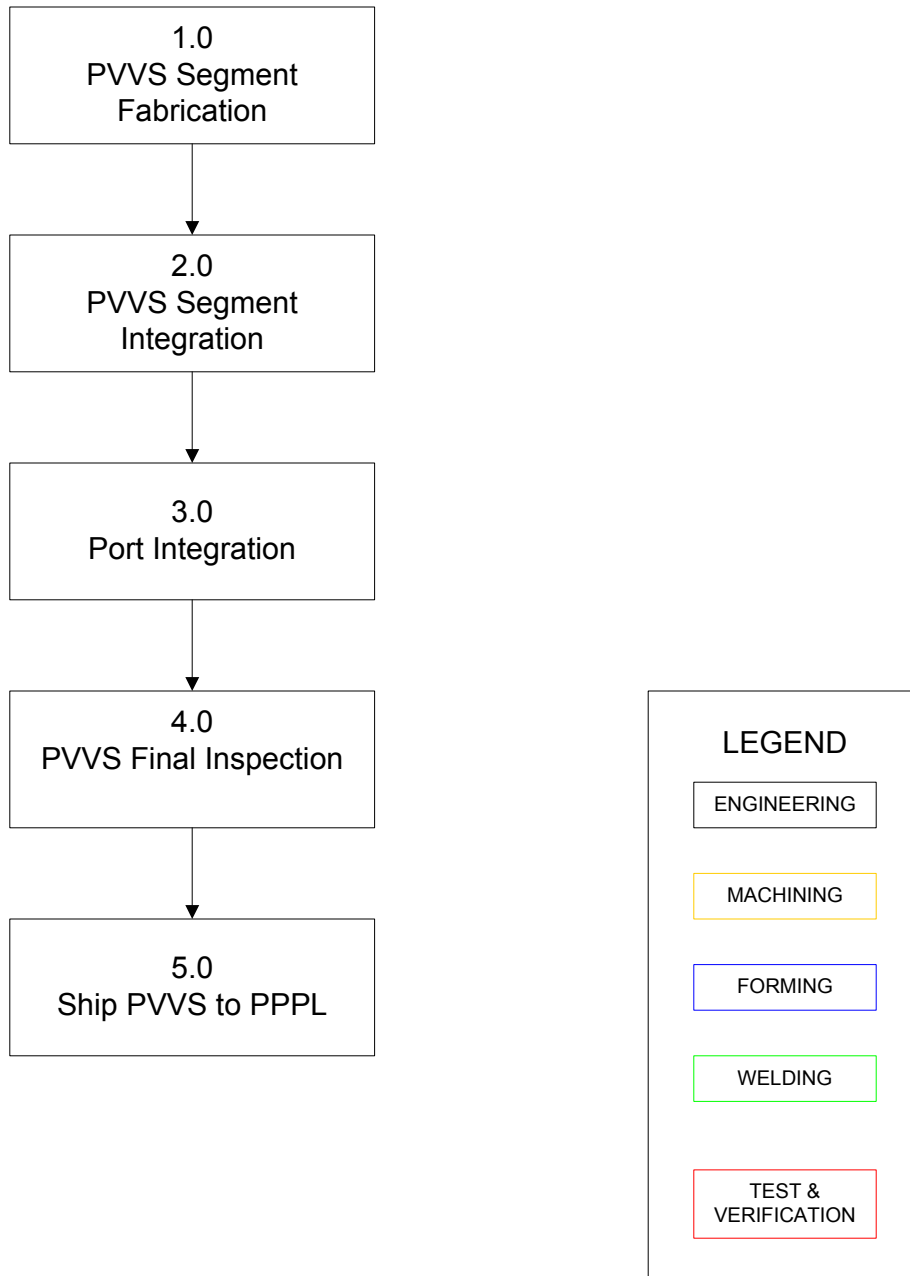 1.0
PVVS Segment
Fabrication
2.0
PVVS Segment
Integration
3.0
Port Integration
4.0
PVVS Final Inspection
5.0
Ship PVVS to PPPL
LEGEND
ENGINEERING
MACHINING
FORMING
WELDING
TEST &
VERIFICATION